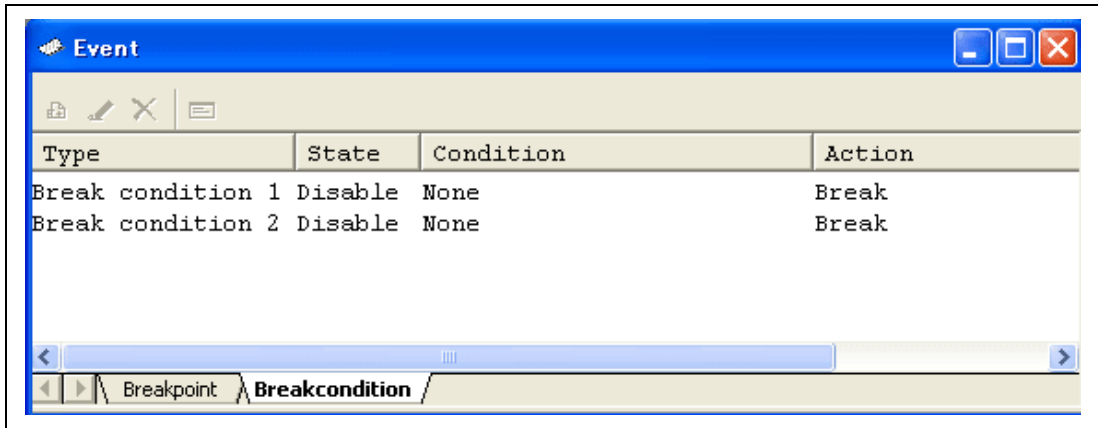 Event
Type State Condition Action
Break condition 1 Disable None Break
Break condition 2 Disable None Break
Breakpoint Breakcondition